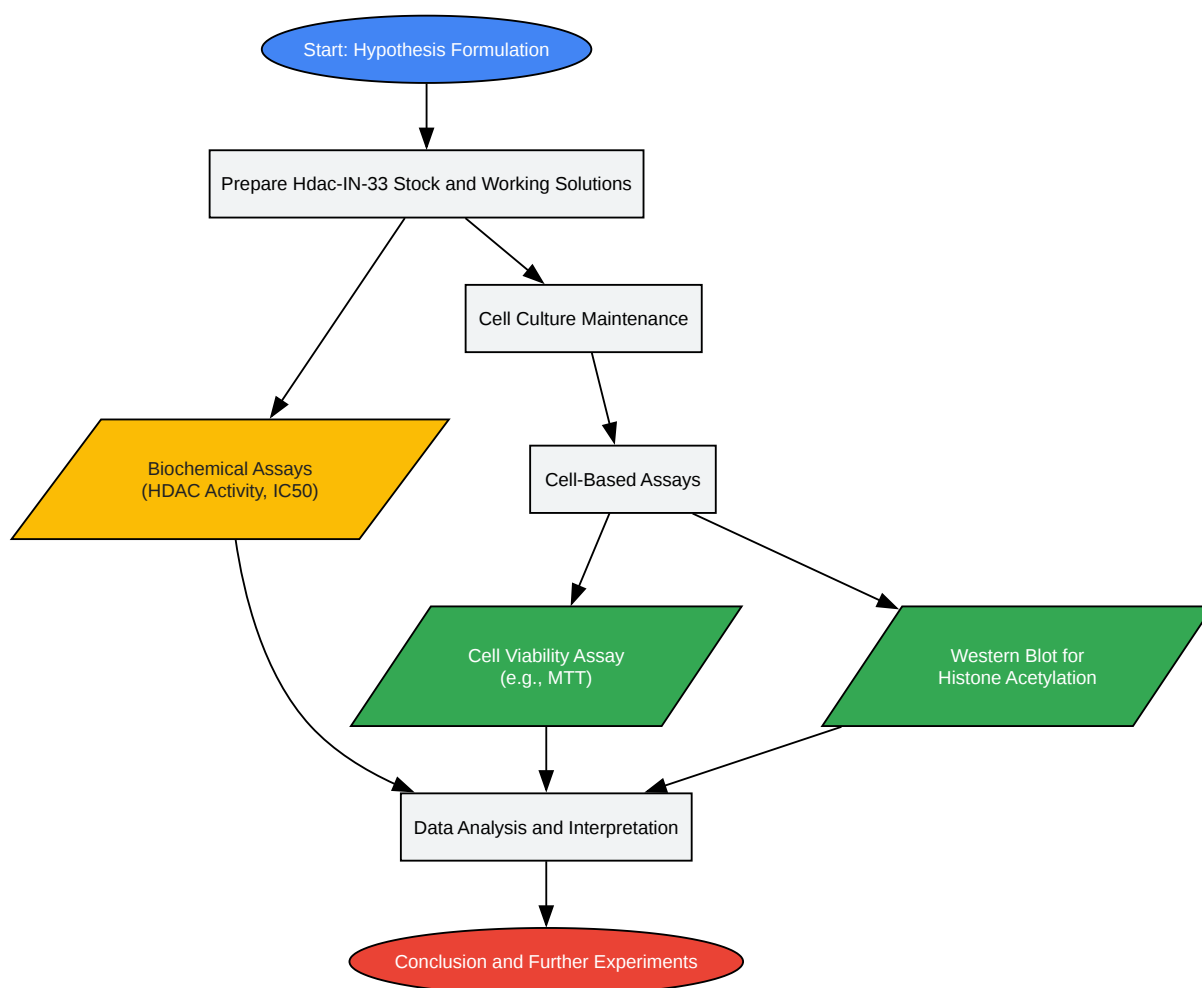 Start: Hypothesis Formulation
Prepare Hdac-IN-33 Stock and Working Solutions
Cell Culture Maintenance
Biochemical Assays
(HDAC Activity, IC50)
Cell-Based Assays
Cell Viability Assay
(e.g., MTT)
Western Blot for
Histone Acetylation
Data Analysis and Interpretation
Conclusion and Further Experiments